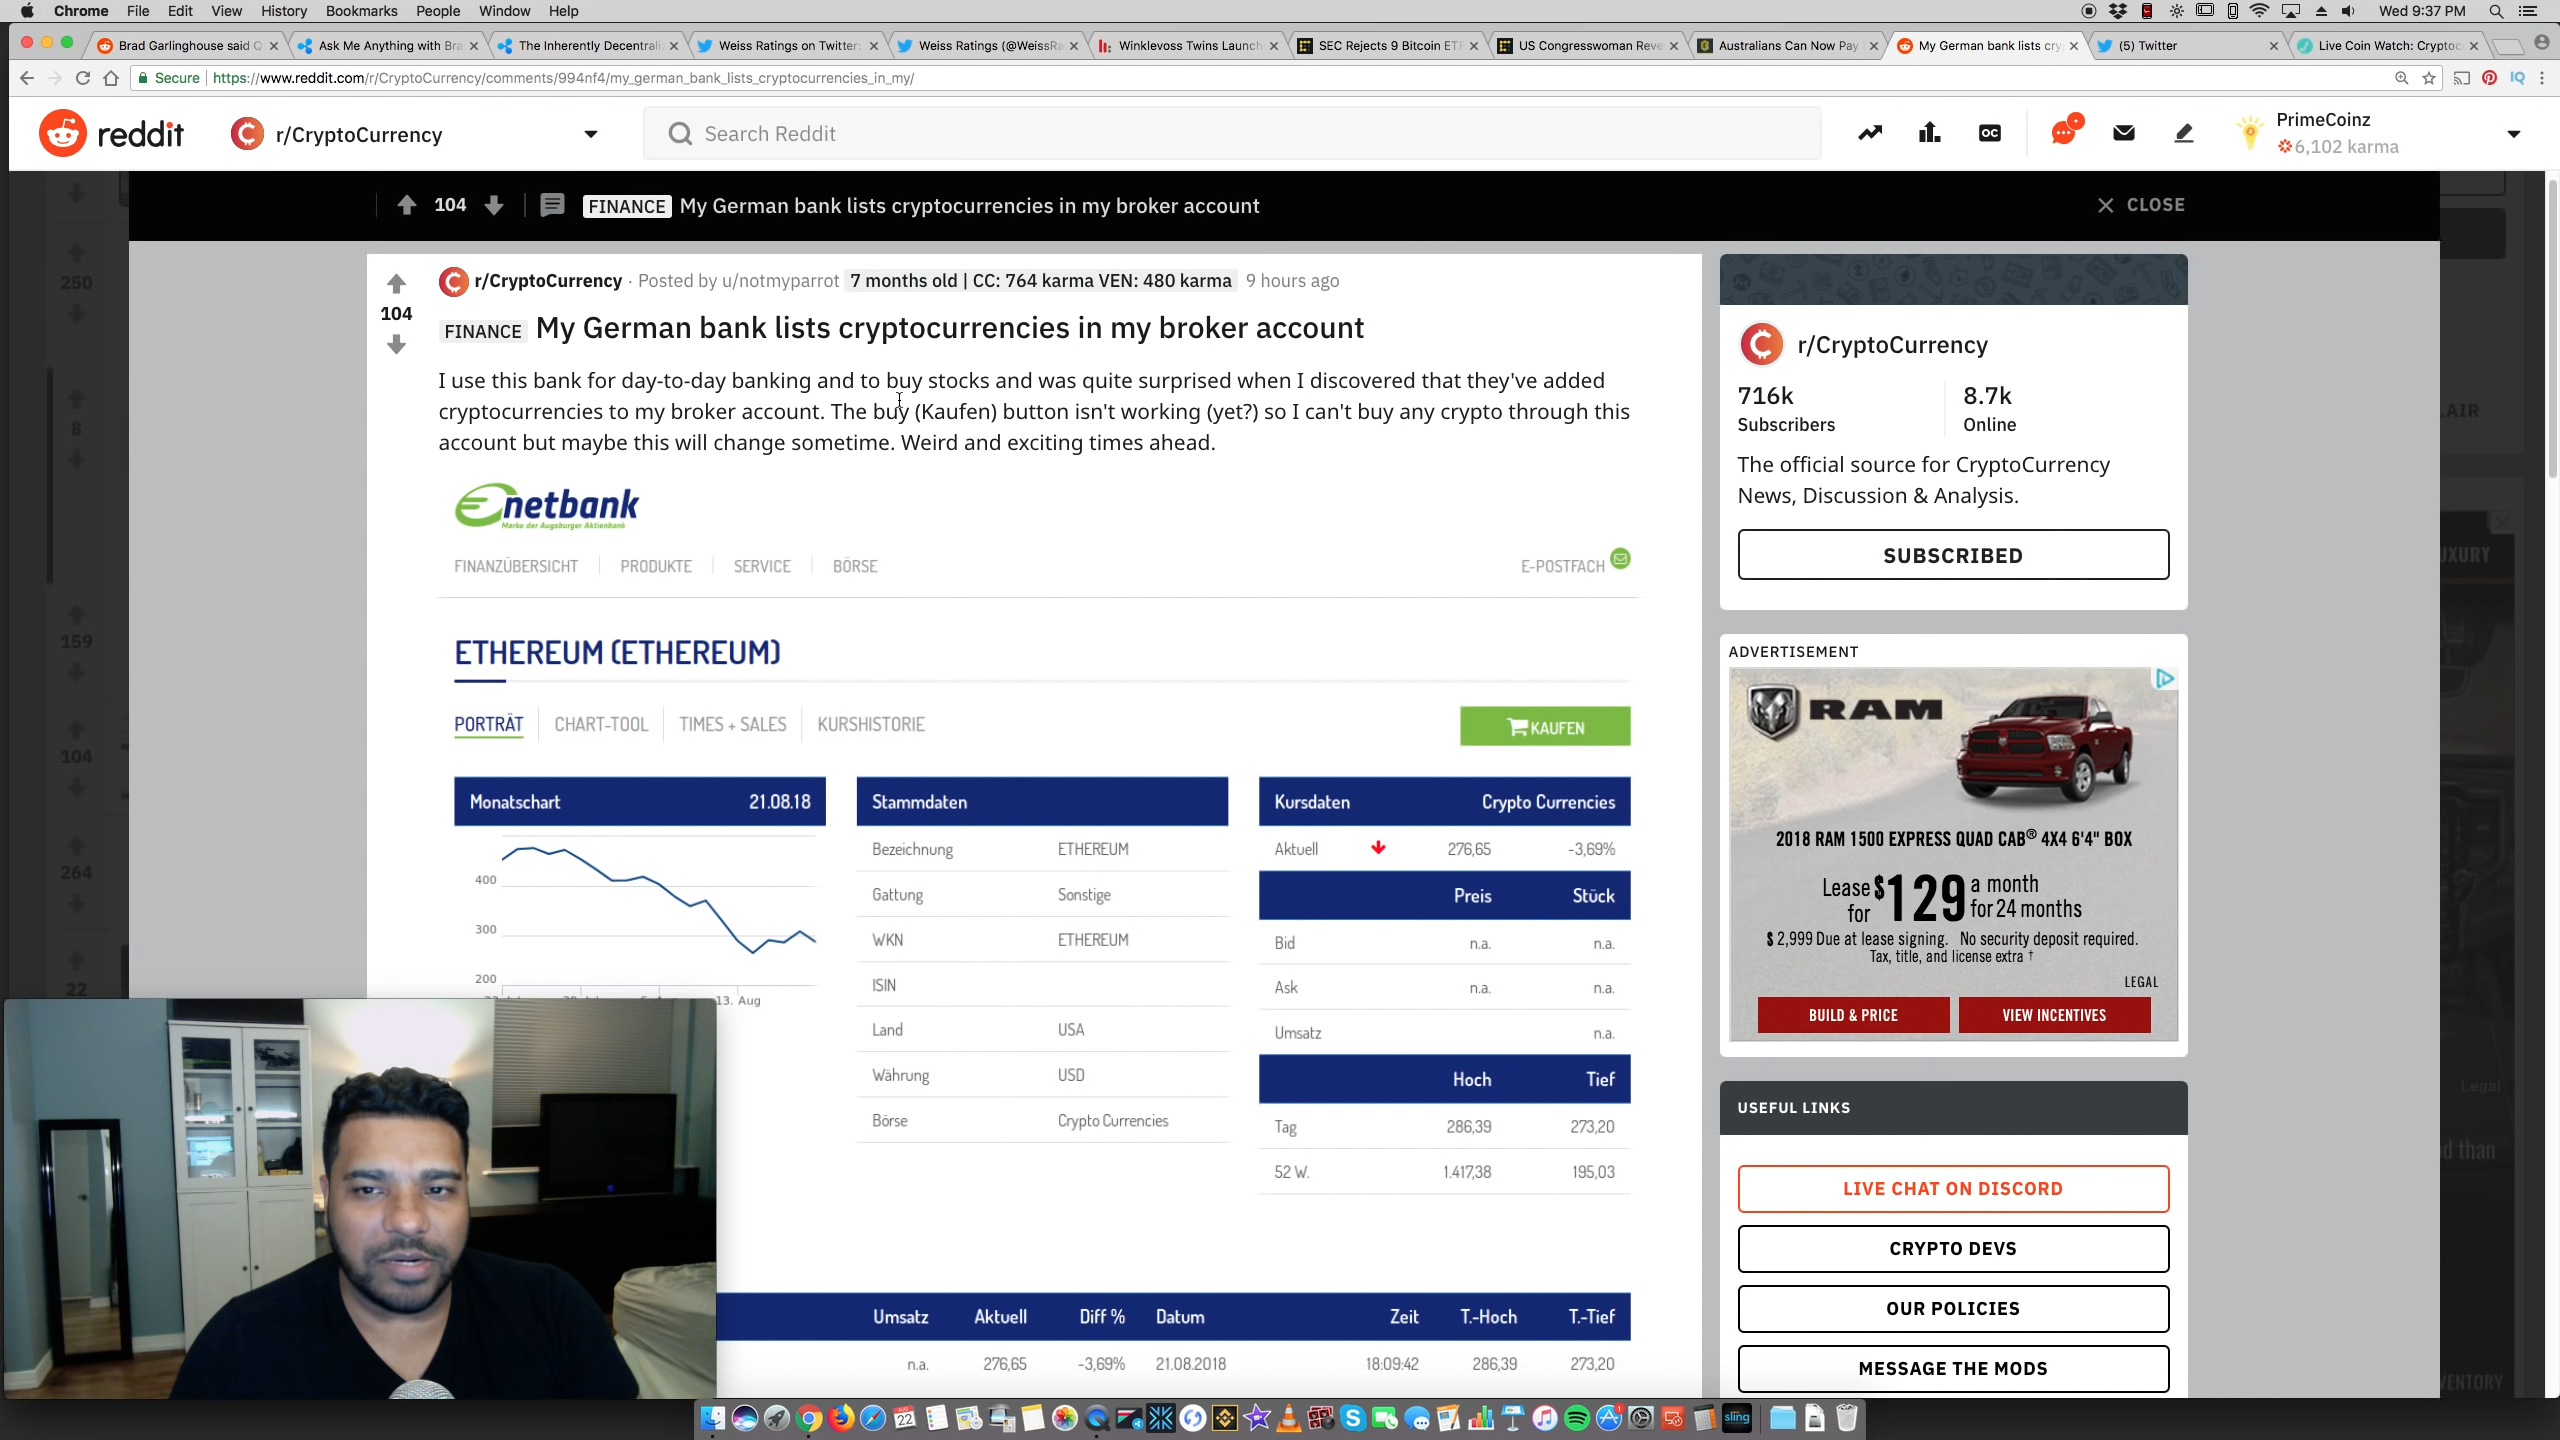 Chrome File Edit View History Bookmarks People Window Help
Wed 9:37 PM
Brad Garlinghouse said
Ask Me Anything with Bra
The Inherently Decentrali
Weiss Ratings on Twitter:
Weiss Ratings (@WeissRa
Winklevoss Twins Launch
SEC Rejects 9 Bitcoin ETF
US Congresswoman Reve
Australians Can Now Pay
My German bank lists cry
(5) Twitter
Live Coin Watch: Cryptoc
Secure https://www.reddit.com/r/CryptoCurrency/comments/994nf4/my_german_bank_lists_cryptocurrencies_in_my/
reddit r/CryptoCurrency
Search Reddit
OC
PrimeCoinz
6,102 karma
104 FINANCE My German bank lists cryptocurrencies in my broker account
CLOSE
250
8
159
104
264
22
r/CryptoCurrency · Posted by u/notmyparrot 7 months old | CC: 764 karma VEN: 480 karma 9 hours ago
104
FINANCE My German bank lists cryptocurrencies in my broker account
I use this bank for day-to-day banking and to buy stocks and was quite surprised when I discovered that they've added
cryptocurrencies to my broker account. The buy (Kaufen) button isn't working (yet?) so I can't buy any crypto through this
account but maybe this will change sometime. Weird and exciting times ahead.
netbank
Marke der Augsburger Aktienbank
FINANZÜBERSICHT PRODUKTE SERVICE BÖRSE E-POSTFACH
ETHEREUM (ETHEREUM)
PORTRÄT CHART-TOOL TIMES + SALES KURSHISTORIE KAUFEN
Monatschart 21.08.18
400
300
200
13. Aug
Stammdaten
Bezeichnung ETHEREUM
Gattung Sonstige
WKN ETHEREUM
ISIN
Land USA
Währung USD
Börse Crypto Currencies
Kursdaten Crypto Currencies
Aktuell 276,65 -3,69%
Preis Stück
Bid n.a. n.a.
Ask n.a. n.a.
Umsatz n.a.
Hoch Tief
Tag 286,39 273,20
52 W. 1.417,38 195,03
Umsatz Aktuell Diff % Datum Zeit T.-Hoch T.-Tief
n.a. 276,65 -3,69% 21.08.2018 18:09:42 286,39 273,20
r/CryptoCurrency
716k 8.7k
Subscribers Online
The official source for CryptoCurrency
News, Discussion & Analysis.
SUBSCRIBED
ADVERTISEMENT
RAM
2018 RAM 1500 EXPRESS QUAD CAB® 4X4 6'4" BOX
Lease for $129 a month for 24 months
$ 2,999 Due at lease signing. No security deposit required.
Tax, title, and license extra †
LEGAL
BUILD & PRICE VIEW INCENTIVES
USEFUL LINKS
LIVE CHAT ON DISCORD
CRYPTO DEVS
OUR POLICIES
MESSAGE THE MODS
Legal
AUG
22
sling